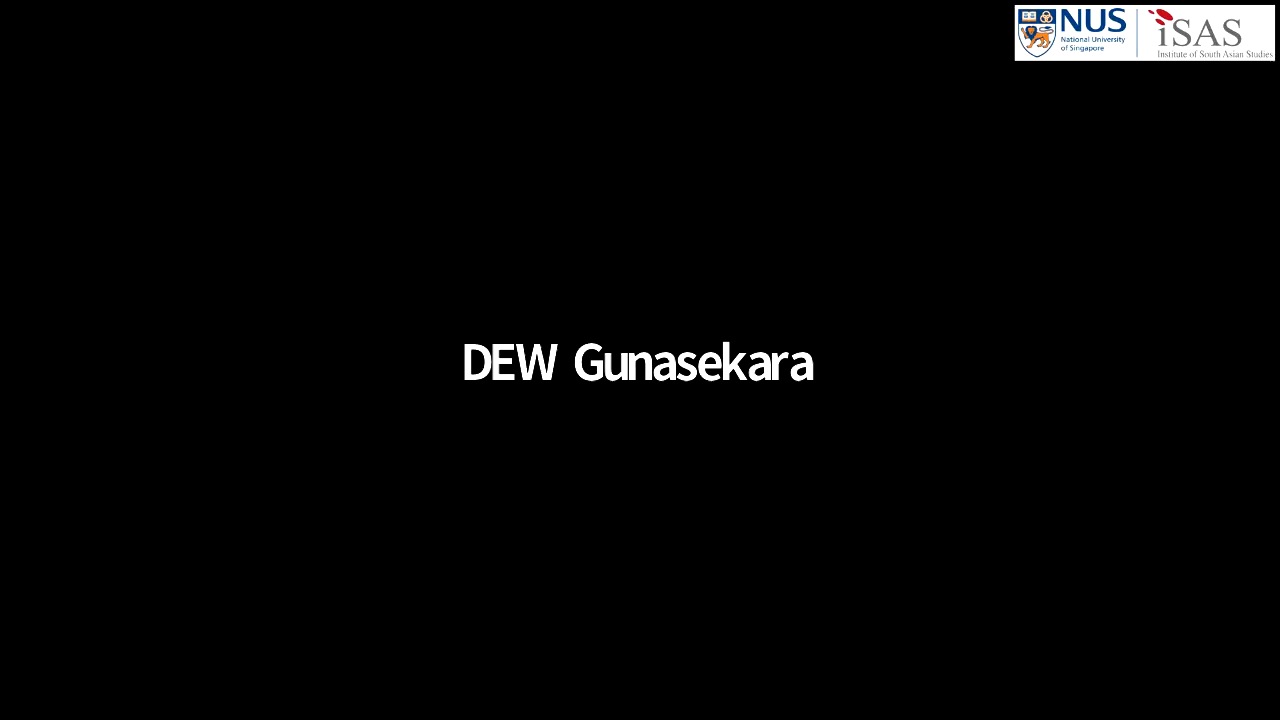 NUS
National University
of Singapore
iSAS
Institute of South Asian Studies
DEW Gunasekara